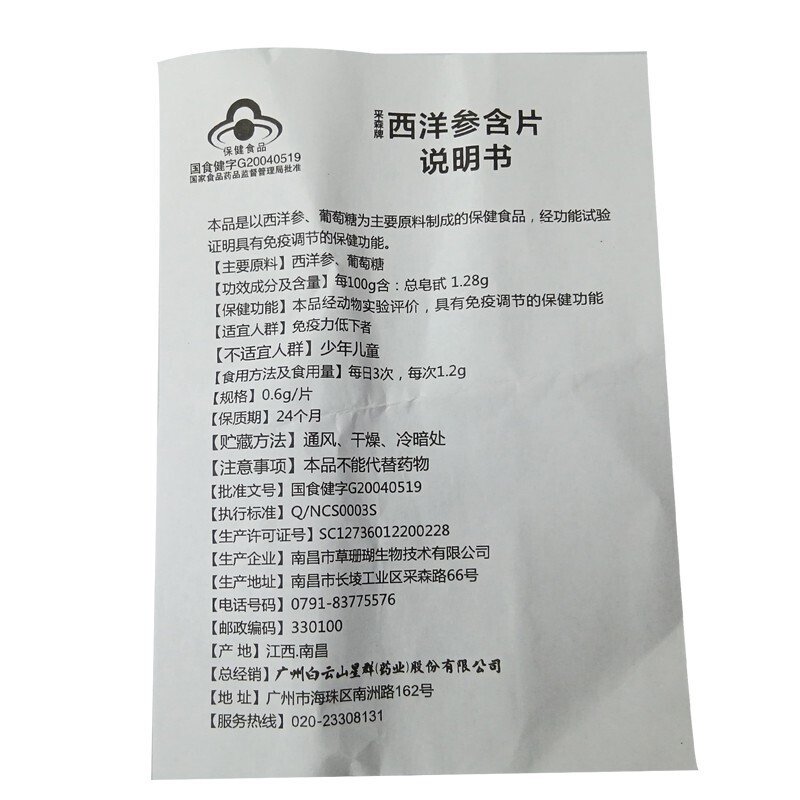 保健食品
国食健字G20040519
国家食品药品监督管理局批准
采森牌
西洋参含片
说明书
本品是以西洋参、葡萄糖为主要原料制成的保健食品，经功能试验
证明具有免疫调节的保健功能。
【主要原料】西洋参、葡萄糖
【功效成分及含量】每100g含：总皂甙 1.28g
【保健功能】本品经动物实验评价，具有免疫调节的保健功能
【适宜人群】免疫力低下者
【不适宜人群】少年儿童
【食用方法及食用量】每日3次，每次1.2g
【规格】0.6g/片
【保质期】24个月
【贮藏方法】通风、干燥、冷暗处
【注意事项】本品不能代替药物
【批准文号】国食健字G20040519
【执行标准】Q/NCS0003S
【生产许可证号】SC12736012200228
【生产企业】南昌市草珊瑚生物技术有限公司
【生产地址】南昌市长堎工业区采森路66号
【电话号码】0791-83775576
【邮政编码】330100
【产 地】江西.南昌
【总经销】广州白云山星群(药业)股份有限公司
【地 址】广州市海珠区南洲路162号
【服务热线】020-23308131